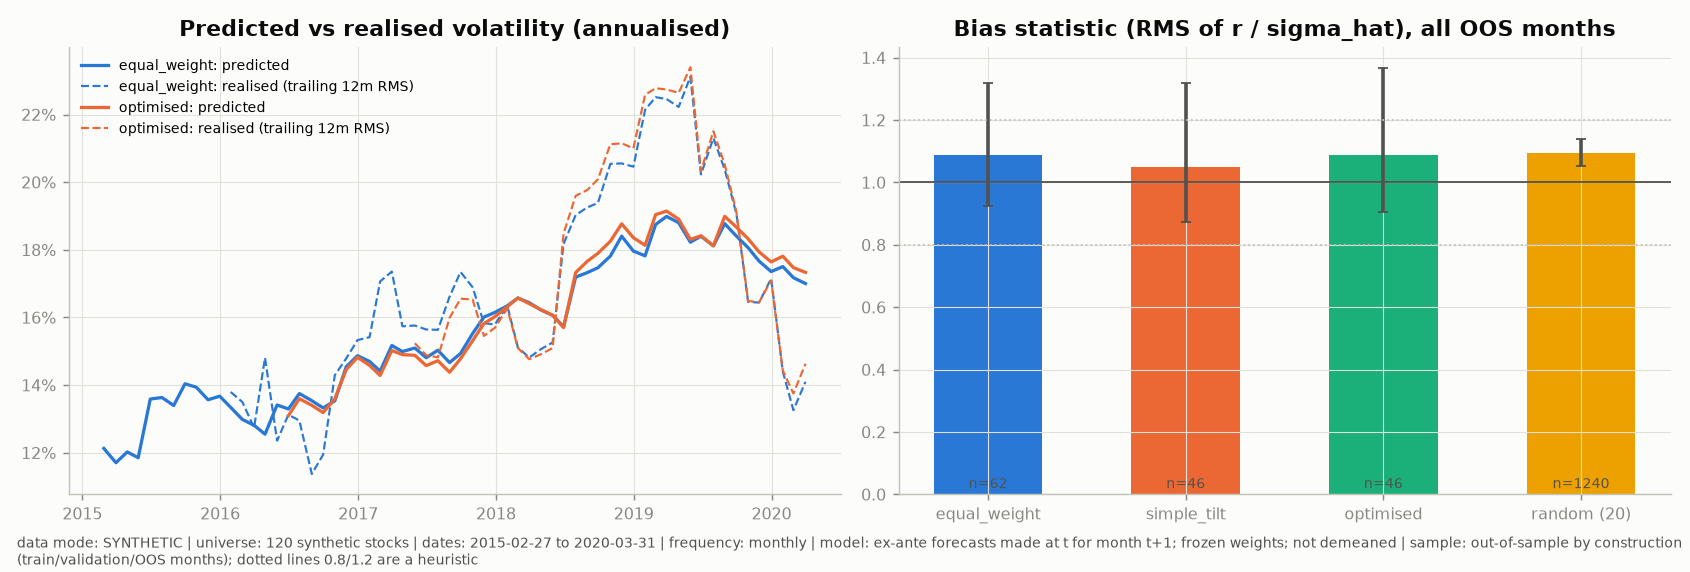 Predicted vs realised volatility (annualised)
equal_weight: predicted
equal_weight: realised (trailing 12m RMS)
optimised: predicted
optimised: realised (trailing 12m RMS)
22%
20%
18%
16%
14%
12%
2015 2016 2017 2018 2019 2020
Bias statistic (RMS of r / sigma_hat), all OOS months
1.4
1.2
1.0
0.8
0.6
0.4
0.2
0.0
n=62 n=46 n=46 n=1240
equal_weight simple_tilt optimised random (20)
data mode: SYNTHETIC | universe: 120 synthetic stocks | dates: 2015-02-27 to 2020-03-31 | frequency: monthly | model: ex-ante forecasts made at t for month t+1; frozen weights; not demeaned | sample: out-of-sample by construction
(train/validation/OOS months); dotted lines 0.8/1.2 are a heuristic